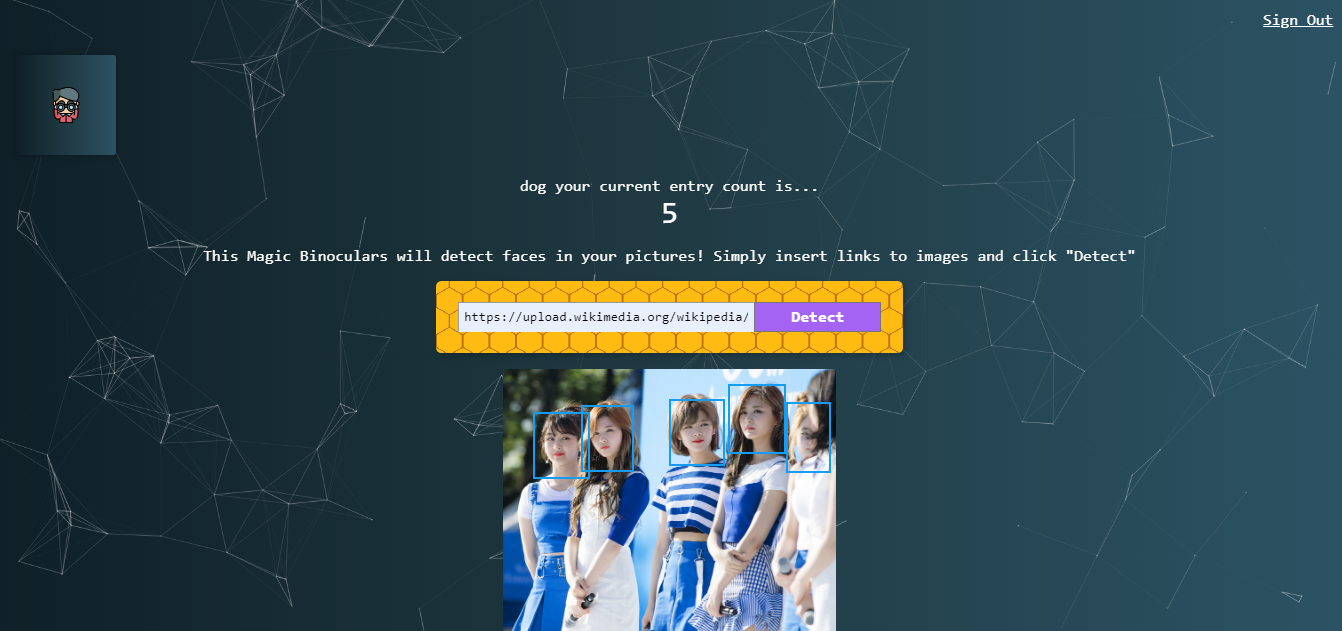 Sign Out
dog your current entry count is...
5
This Magic Binoculars will detect faces in your pictures! Simply insert links to images and click "Detect"
https://upload.wikimedia.org/wikipedia/
Detect